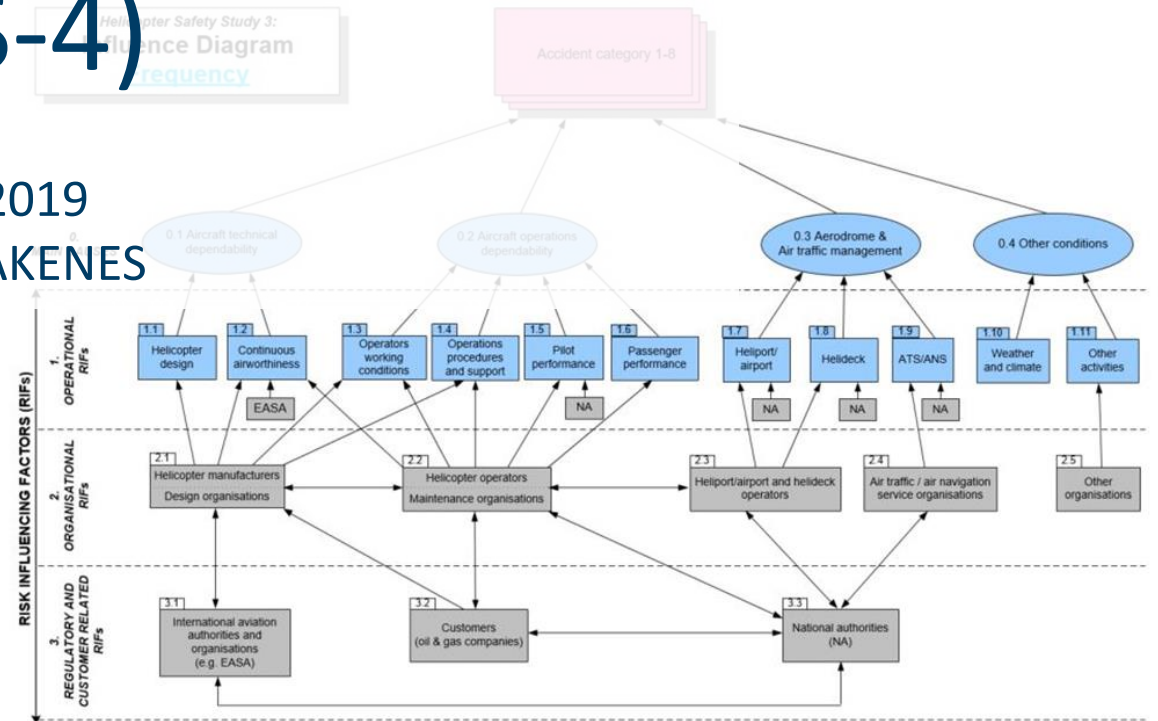 S-4)
Helicopter Safety Study 3:
Influence Diagram
Frequency
Accident category 1-8
2019
AKENES
0.
0.1 Aircraft technical
dependability
0.2 Aircraft operations
dependability
0.3 Aerodrome &
Air traffic management
0.4 Other conditions
RISK INFLUENCING FACTORS (RIFs)
1.
OPERATIONAL
RIFs
1.1
Helicopter
design
1.2
Continuous
airworthiness
1.3
Operators
working
conditions
1.4
Operations
procedures
and support
1.5
Pilot
performance
1.6
Passenger
performance
1.7
Heliport/
airport
1.8
Helideck
1.9
ATS/ANS
1.10
Weather
and climate
1.11
Other
activities
EASA
NA
NA
NA
NA
2.
ORGANISATIONAL
RIFs
2.1
Helicopter manufacturers
Design organisations
2.2
Helicopter operators
Maintenance organisations
2.3
Heliport/airport and helideck
operators
2.4
Air traffic / air navigation
service organisations
2.5
Other
organisations
3.
REGULATORY AND
CUSTOMER RELATED
RIFs
3.1
International aviation
authorities and
organisations
(e.g. EASA)
3.2
Customers
(oil & gas companies)
3.3
National authorities
(NA)